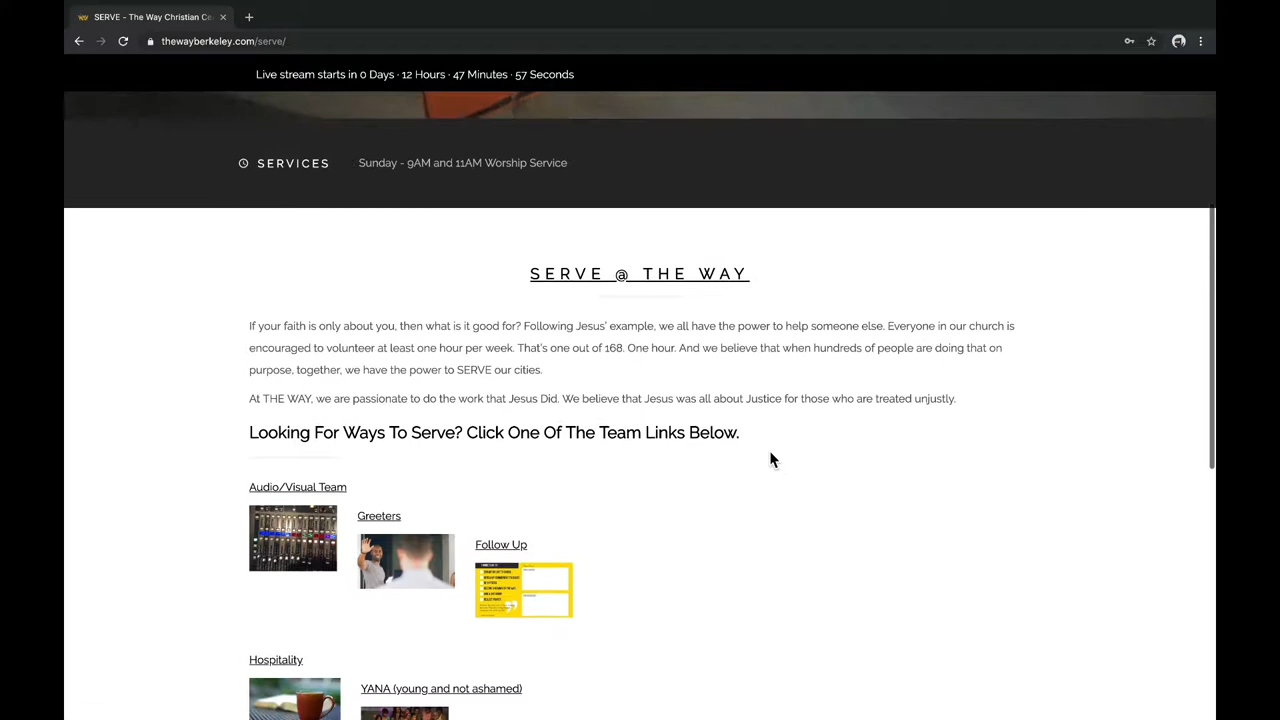 SERVE – The Way Christian Ce
thewayberkeley.com/serve/
Live stream starts in 0 Days · 12 Hours · 47 Minutes · 57 Seconds
SERVICES Sunday - 9AM and 11AM Worship Service
SERVE @ THE WAY
If your faith is only about you, then what is it good for? Following Jesus' example, we all have the power to help someone else. Everyone in our church is
encouraged to volunteer at least one hour per week. That's one out of 168. One hour. And we believe that when hundreds of people are doing that on
purpose, together, we have the power to SERVE our cities.
At THE WAY, we are passionate to do the work that Jesus Did. We believe that Jesus was all about Justice for those who are treated unjustly.
Looking For Ways To Serve? Click One Of The Team Links Below.
Audio/Visual Team
Greeters
Follow Up
Hospitality
YANA (young and not ashamed)